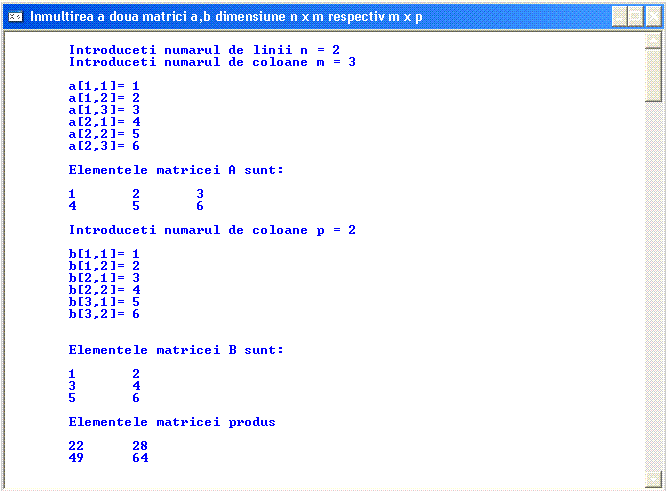 Inmultirea a doua matrici a,b dimensiune n x m respectiv m x p
Introduceti numarul de linii n = 2
Introduceti numarul de coloane m = 3
a[1,1]= 1
a[1,2]= 2
a[1,3]= 3
a[2,1]= 4
a[2,2]= 5
a[2,3]= 6
Elementele matricei A sunt:
1 2 3
4 5 6
Introduceti numarul de coloane p = 2
b[1,1]= 1
b[1,2]= 2
b[2,1]= 3
b[2,2]= 4
b[3,1]= 5
b[3,2]= 6
Elementele matricei B sunt:
1 2
3 4
5 6
Elementele matricei produs
22 28
49 64